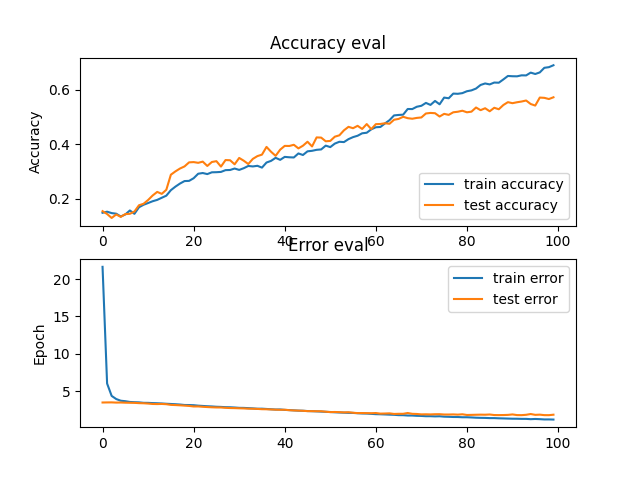 Accuracy eval
Accuracy
0.6
0.4
0.2
train accuracy
test accuracy
0 20 40 60 80 100
Error eval
Epoch
20
15
10
5
train error
test error
0 20 40 60 80 100